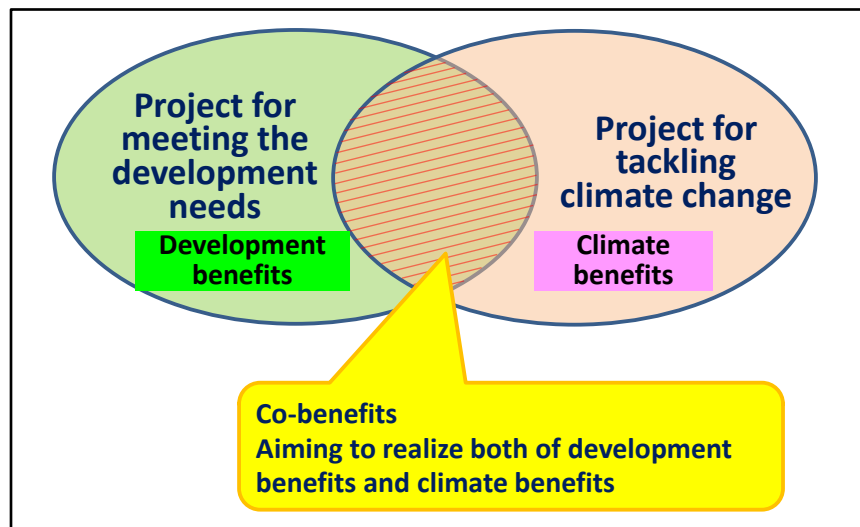 Project for
meeting the
development
needs
Development
benefits
Project for
tackling
climate change
Climate
benefits
Co-benefits
Aiming to realize both of development
benefits and climate benefits